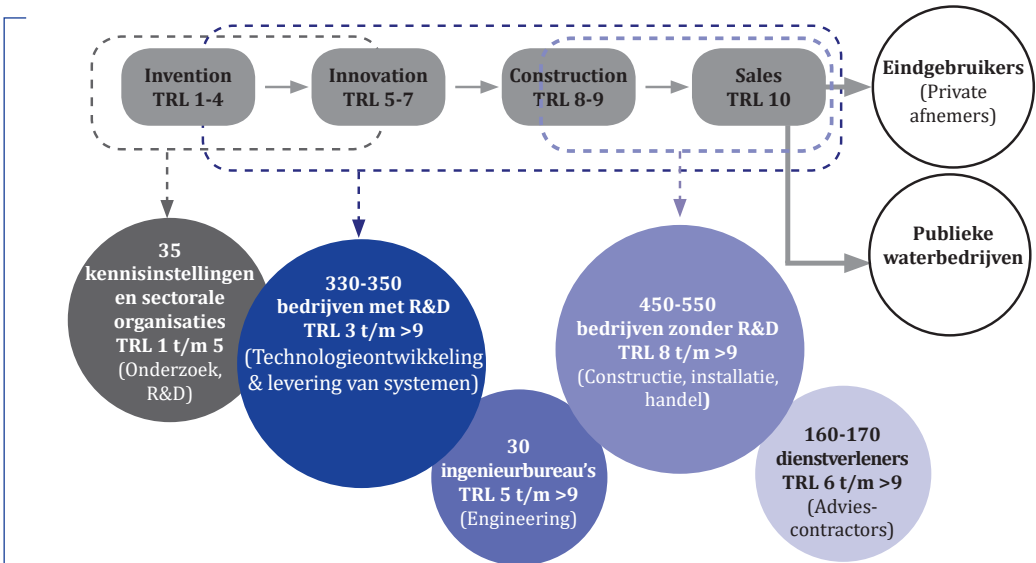 Invention
TRL 1-4
Innovation
TRL 5-7
Construction
TRL 8-9
Sales
TRL 10
Eindgebruikers
(Private
afnemers)
Publieke
waterbedrijven
35
kennisinstellingen
en sectorale
organisaties
TRL 1 t/m 5
(Onderzoek,
R&D)
330-350
bedrijven met R&D
TRL 3 t/m >9
(Technologieontwikkeling
& levering van systemen)
30
ingenieurbureau's
TRL 5 t/m >9
(Engineering)
450-550
bedrijven zonder R&D
TRL 8 t/m >9
(Constructie, installatie,
handel)
160-170
dienstverleners
TRL 6 t/m >9
(Advies-
contractors)